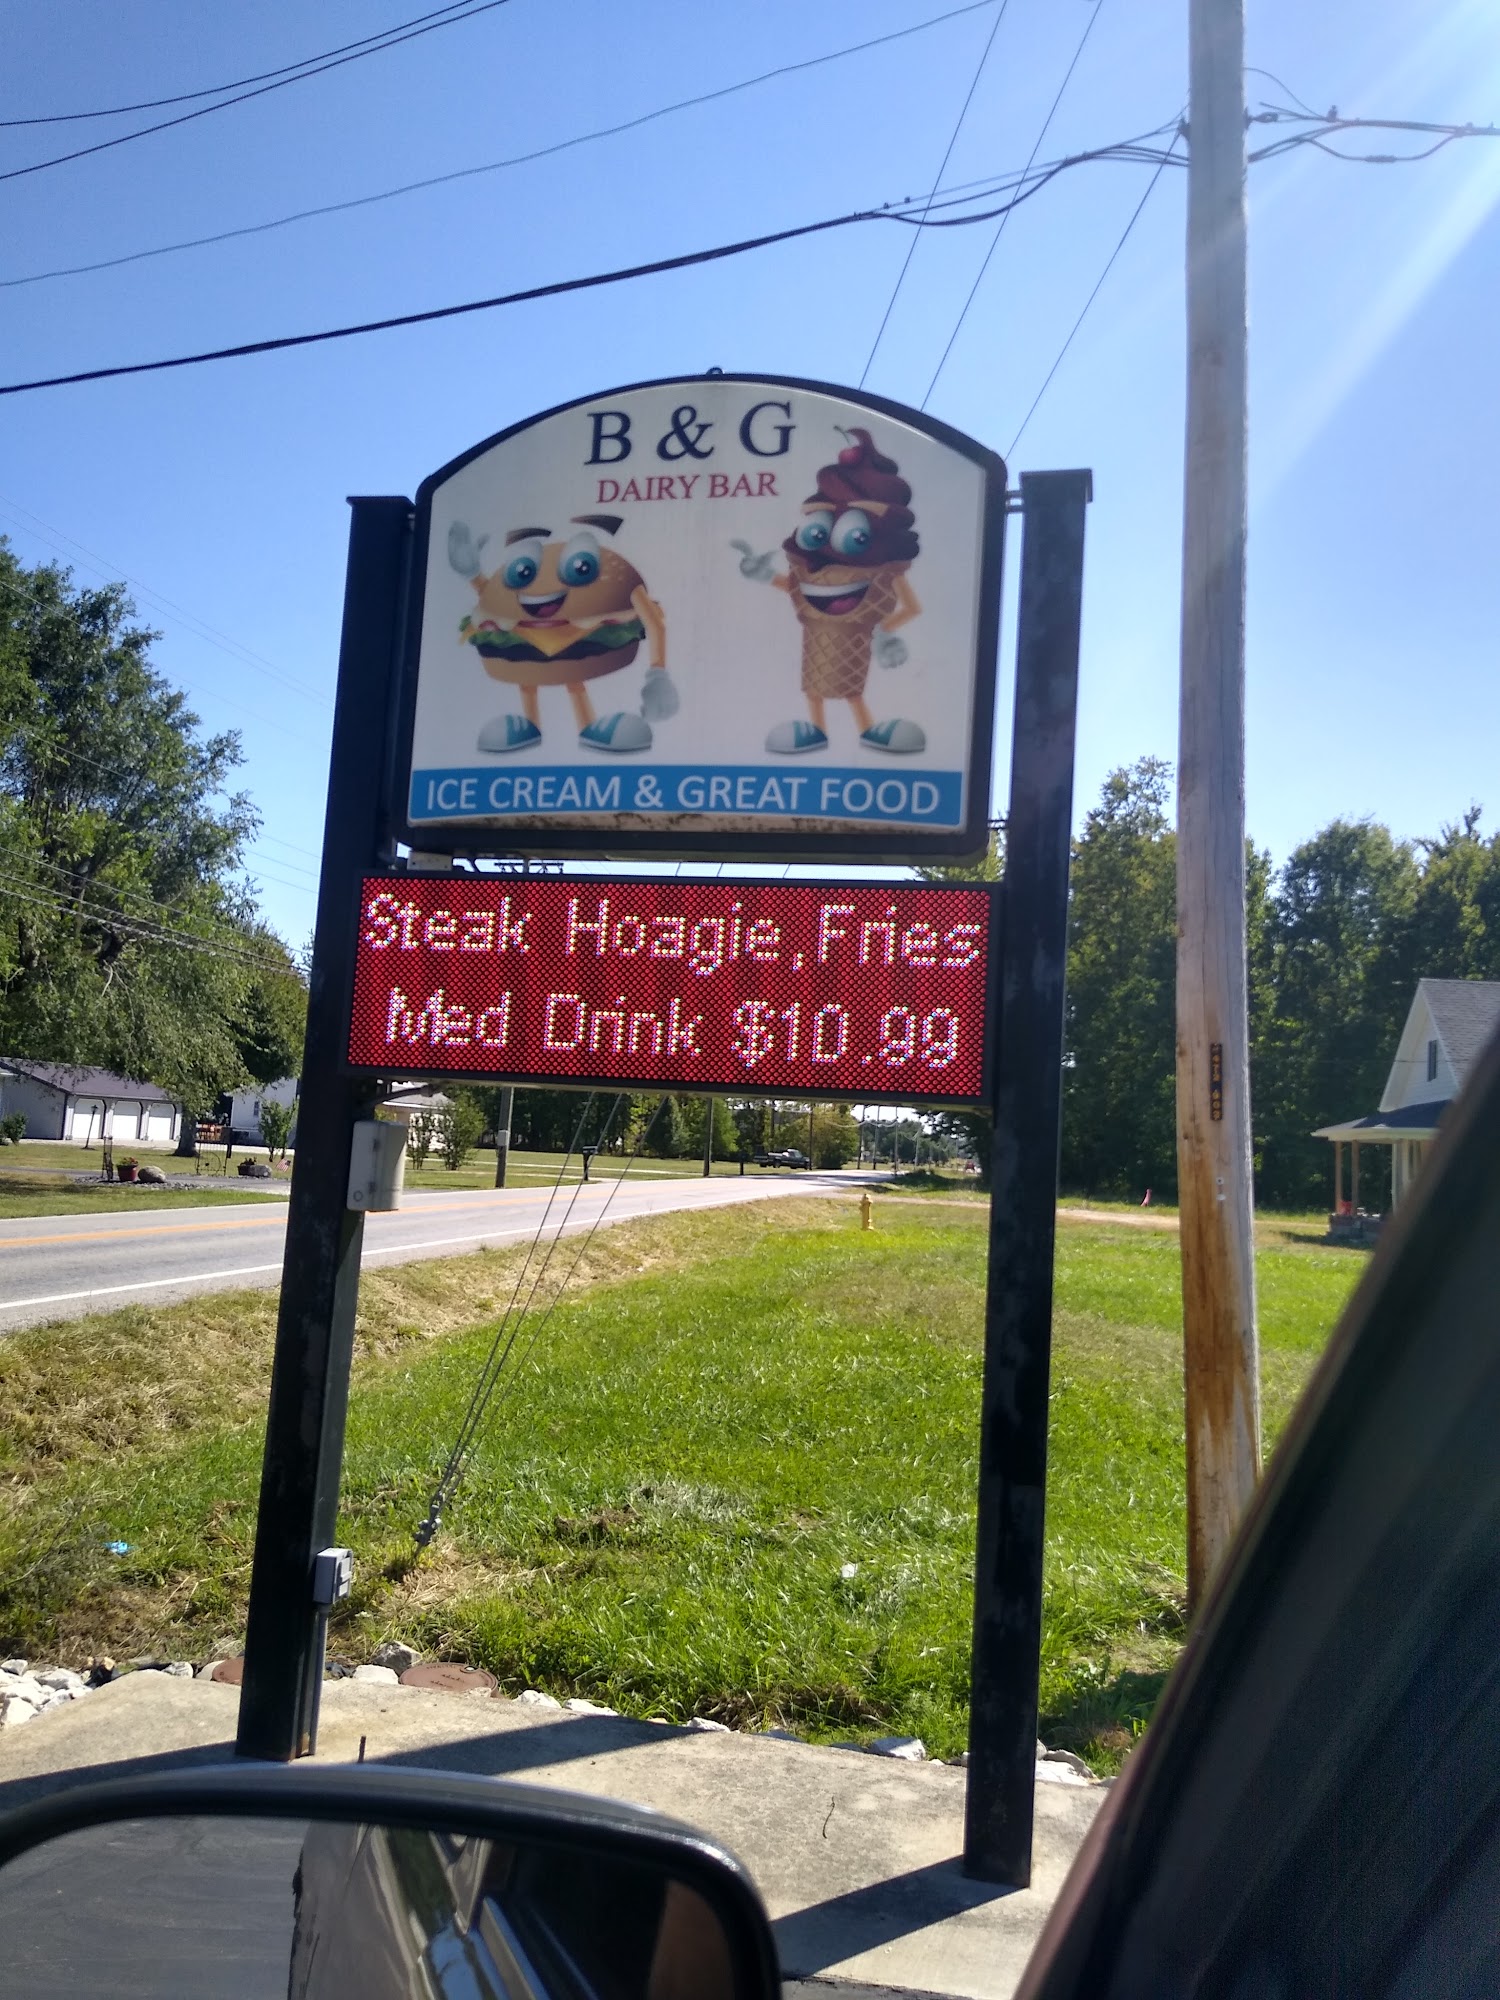 B & G
DAIRY BAR
ICE CREAM & GREAT FOOD
Steak Hoagie,Fries
Med Drink $10.99